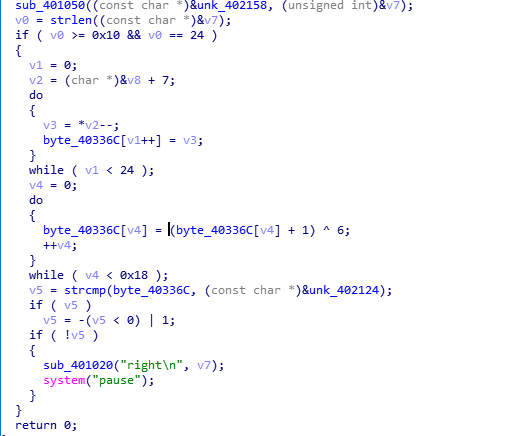 sub_401050((const char *)&unk_402158, (unsigned int)&v7);
v0 = strlen((const char *)&v7);
if ( v0 >= 0x10 && v0 == 24 )
{
v1 = 0;
v2 = (char *)&v8 + 7;
do
{
v3 = *v2--;
byte_40336C[v1++] = v3;
}
while ( v1 < 24 );
v4 = 0;
do
{
byte_40336C[v4] = (byte_40336C[v4] + 1) ^ 6;
++v4;
}
while ( v4 < 0x18 );
v5 = strcmp(byte_40336C, (const char *)&unk_402124);
if ( v5 )
v5 = -(v5 < 0) | 1;
if ( !v5 )
{
sub_401020("right\n", v7);
system("pause");
}
}
return 0;